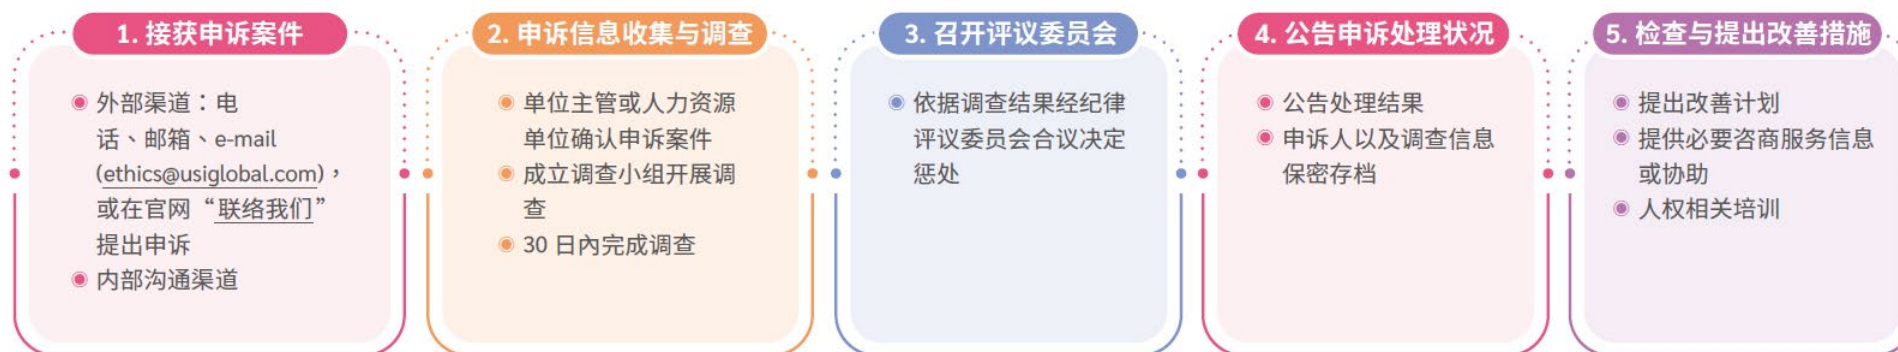 1. 接获申诉案件
外部渠道：电
话、邮箱、e-mail
(ethics@usiglobal.com)，
或在官网“联络我们”
提出申诉
内部沟通渠道
2. 申诉信息收集与调查
单位主管或人力资源
单位确认申诉案件
成立调查小组开展调
查
30 日內完成调查
3. 召开评议委员会
依据调查结果经纪律
评议委员会合议决定
惩处
4. 公告申诉处理状况
公告处理结果
申诉人以及调查信息
保密存档
5. 检查与提出改善措施
提出改善计划
提供必要咨商服务信息
或协助
人权相关培训